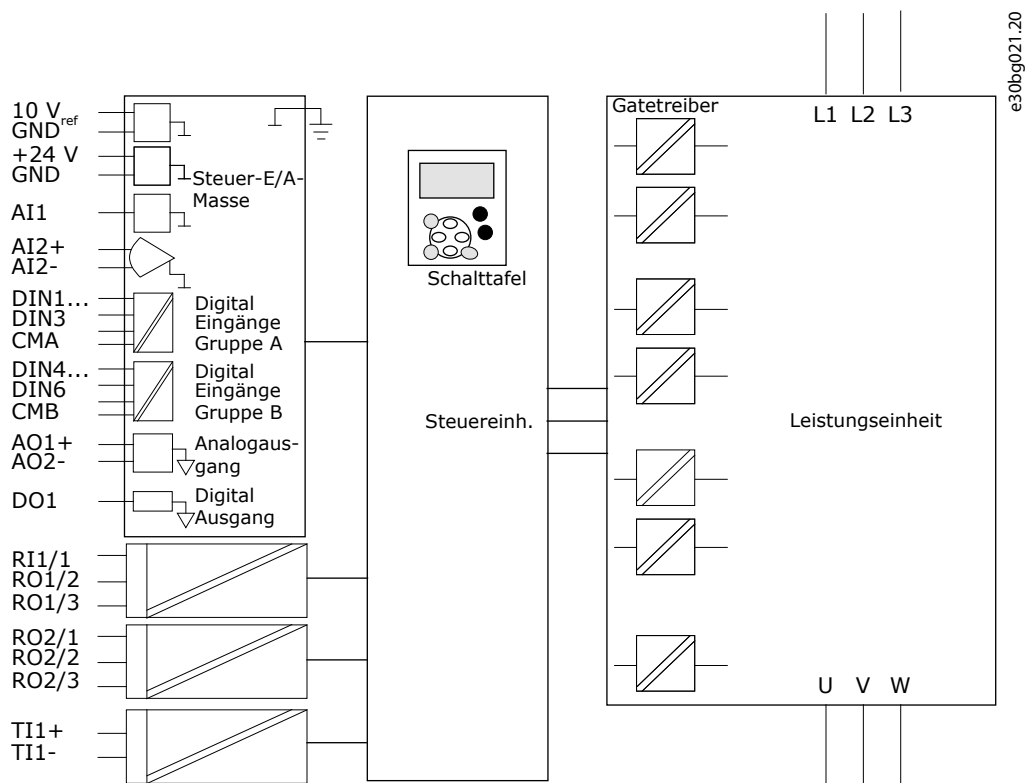 e30bg021.20
10 Vref
GND
+24 V
GND
AI1
AI2+
AI2-
DIN1...
DIN3
CMA
DIN4...
DIN6
CMB
AO1+
AO2-
DO1
RI1/1
RO1/2
RO1/3
RO2/1
RO2/2
RO2/3
TI1+
TI1-
Steuer-E/A-
Masse
Digital
Eingänge
Gruppe A
Digital
Eingänge
Gruppe B
Analogaus-
gang
Digital
Ausgang
Schalttafel
Steuereinh.
Gatetreiber
L1 L2 L3
Leistungseinheit
U V W